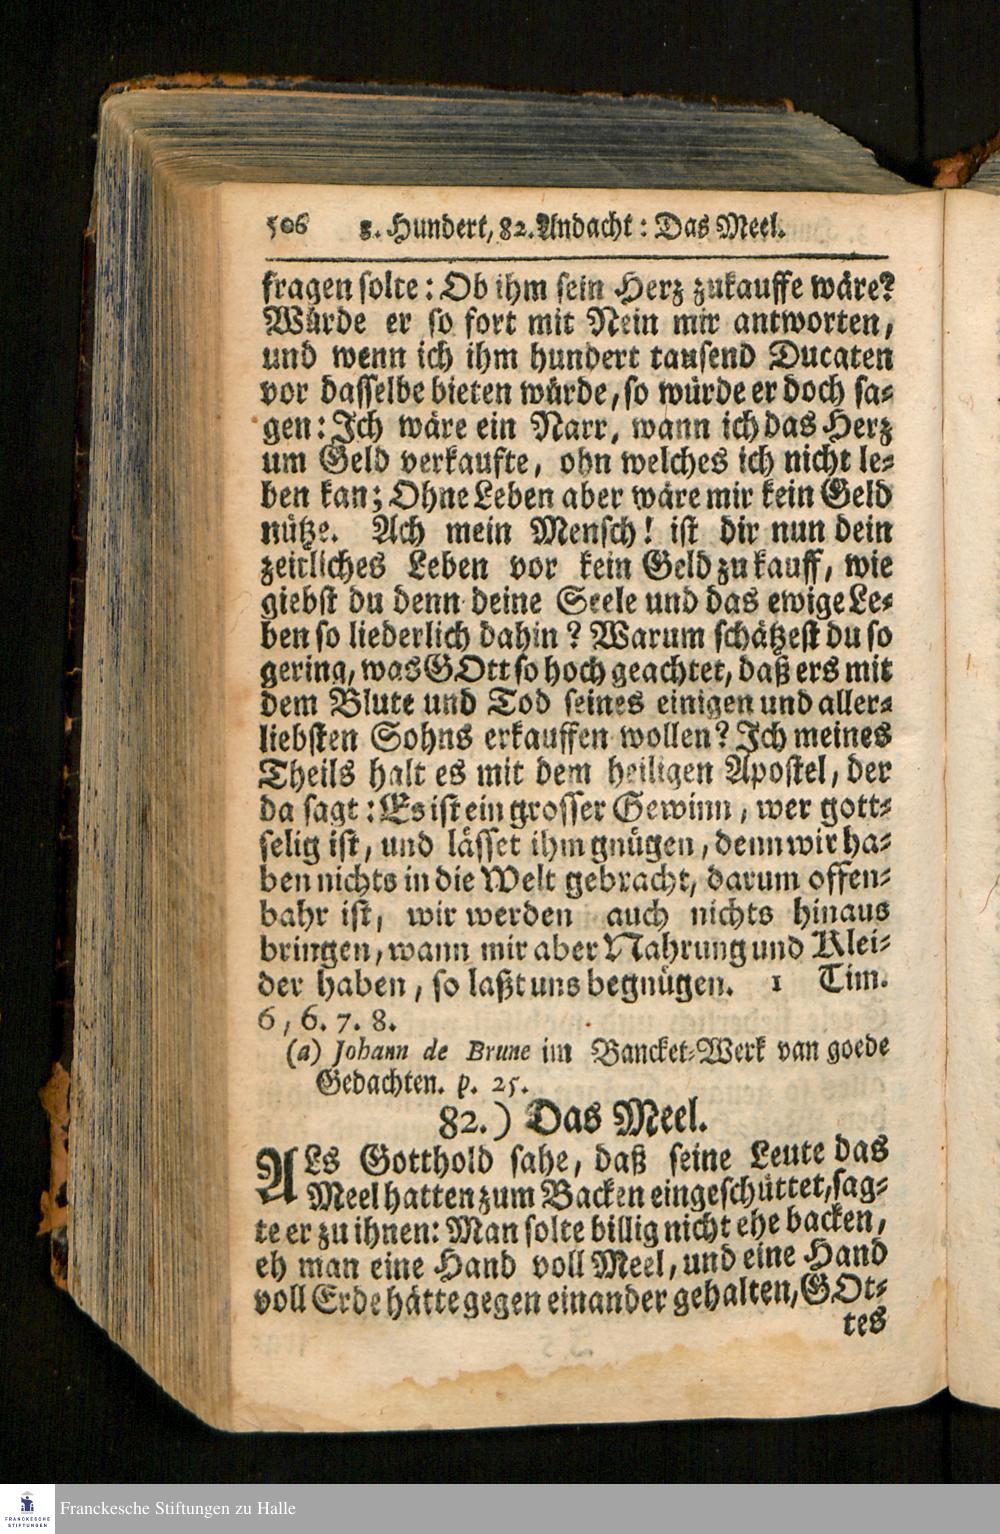 506 3. Hundert, 82. Andacht: Das Meel.
fragen solte: Ob ihm sein Herz zukauffe wäre?
Würde er so fort mit Nein mir antworten,
und wenn ich ihm hundert tausend Ducaten
vor dasselbe bieten würde, so würde er doch sa-
gen: Ich wäre ein Narr, wann ich das Herz
um Geld verkaufte, ohn welches ich nicht le-
ben kan; Ohne Leben aber wäre mir kein Geld
nütze. Ach mein Mensch! ist dir nun dein
zeitliches Leben vor kein Geld zu kauff, wie
giebst du denn deine Seele und das ewige Le-
ben so liederlich dahin? Warum schätzest du so
gering, was GOtt so hoch geachtet, daß ers mit
dem Blute und Tod seines einigen und aller-
liebsten Sohns erkauffen wollen? Ich meines
Theils halt es mit dem heiligen Apostel, der
da sagt: Es ist ein grosser Gewinn, wer gott-
selig ist, und lässet ihm gnügen, denn wir ha-
ben nichts in die Welt gebracht, darum offen-
bahr ist, wir werden auch nichts hinaus
bringen, wann mir aber Nahrung und Klei-
der haben, so laßt uns begnügen. 1 Tim.
6, 6. 7. 8.
(a) Johann de Brune im Bancket-Werk van goede
Gedachten. p. 25.
82.) Das Meel.
ALs Gotthold sahe, daß seine Leute das
Meel hatten zum Backen eingeschüttet, sag-
te er zu ihnen: Man solte billig nicht ehe backen,
eh man eine Hand voll Meel, und eine Hand
voll Erde hätte gegen einander gehalten, GOt-
tes
Franckesche Stiftungen zu Halle
FRANCKESCHE
STIFTUNGEN